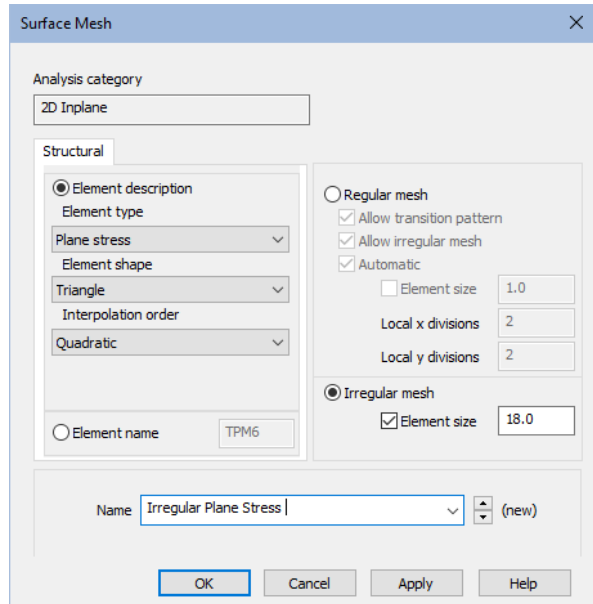 Surface Mesh
Analysis category
2D Inplane
Structural
Element description
Element type
Plane stress
Element shape
Triangle
Interpolation order
Quadratic
Element name TPM6
Regular mesh
Allow transition pattern
Allow irregular mesh
Automatic
Element size 1.0
Local x divisions 2
Local y divisions 2
Irregular mesh
Element size 18.0
Name Irregular Plane Stress (new)
OK Cancel Apply Help